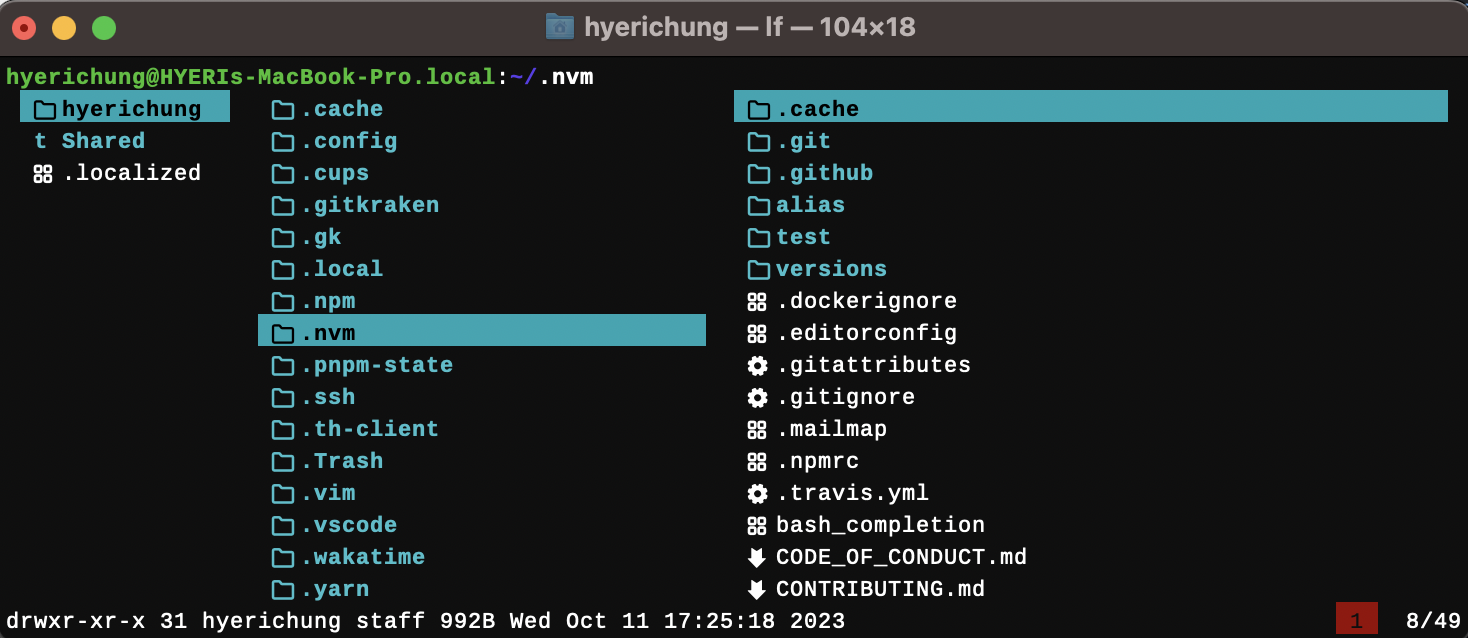 hyerichung — lf — 104×18
hyerichung@HYERIs-MacBook-Pro.local:~/.nvm
hyerichung .cache .cache
t Shared .config .git
.localized .cups .github
.gitkraken alias
.gk test
.local versions
.npm .dockerignore
.nvm .editorconfig
.pnpm-state .gitattributes
.ssh .gitignore
.th-client .mailmap
.Trash .npmrc
.vim .travis.yml
.vscode bash_completion
.wakatime CODE_OF_CONDUCT.md
.yarn CONTRIBUTING.md
drwxr-xr-x 31 hyerichung staff 992B Wed Oct 11 17:25:18 2023 1 8/49